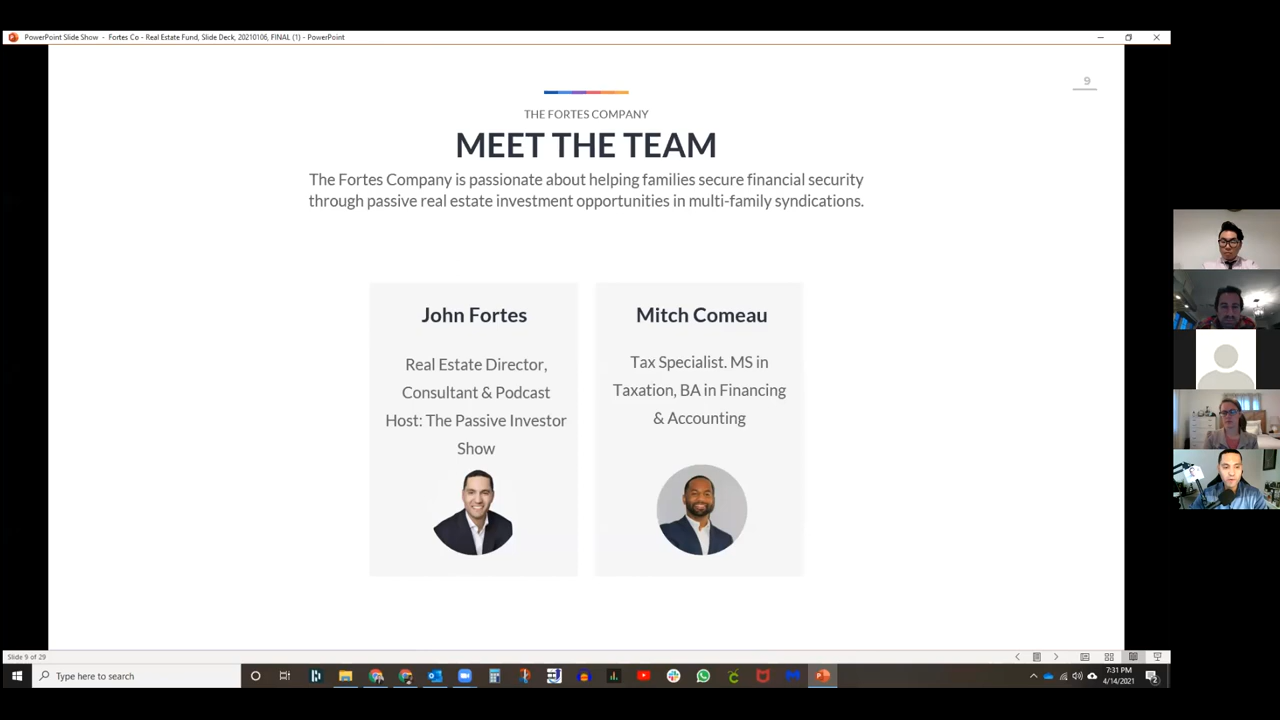 PowerPoint Slide Show - Fortes Co - Real Estate Fund, Slide Deck, 20210106, FINAL (1) - PowerPoint
9
THE FORTES COMPANY
MEET THE TEAM
The Fortes Company is passionate about helping families secure financial security
through passive real estate investment opportunities in multi-family syndications.
John Fortes
Real Estate Director,
Consultant & Podcast
Host: The Passive Investor
Show
Mitch Comeau
Tax Specialist. MS in
Taxation, BA in Financing
& Accounting
Slide 9 of 29
Type here to search
7:31 PM
4/14/2021
2